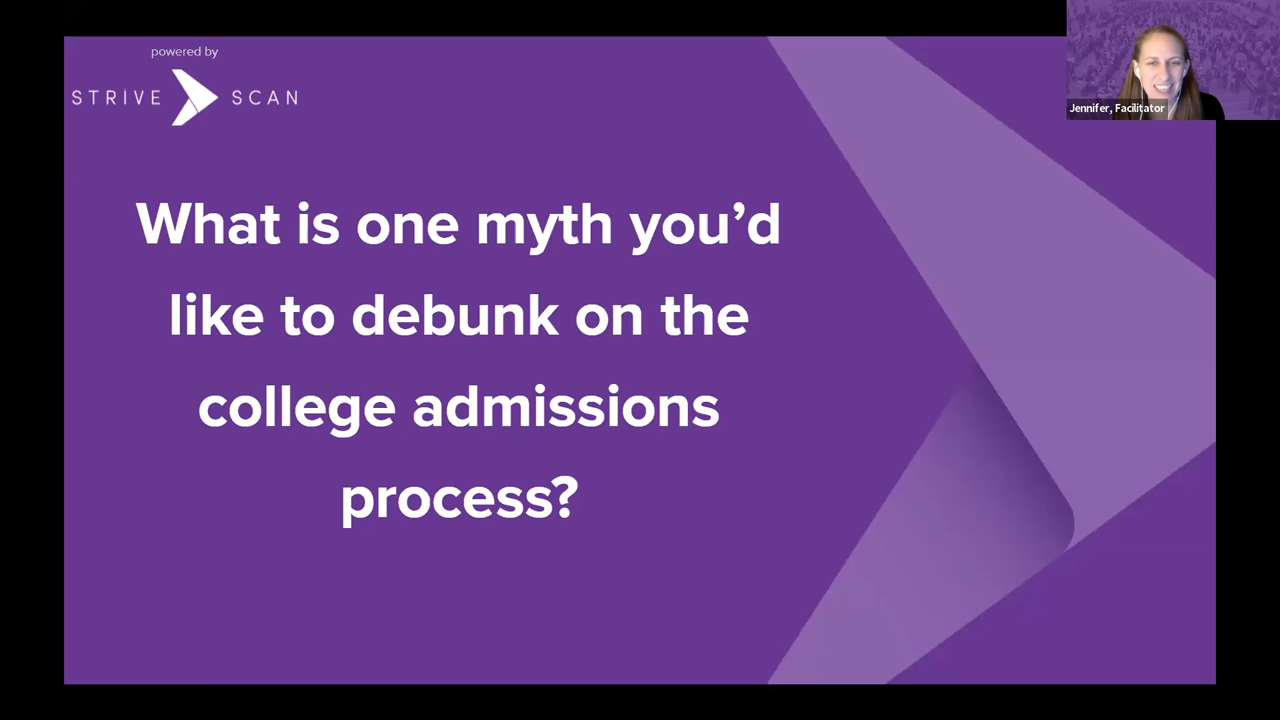 powered by
STRIVE SCAN
Jennifer, Facilitator
What is one myth you’d
like to debunk on the
college admissions
process?